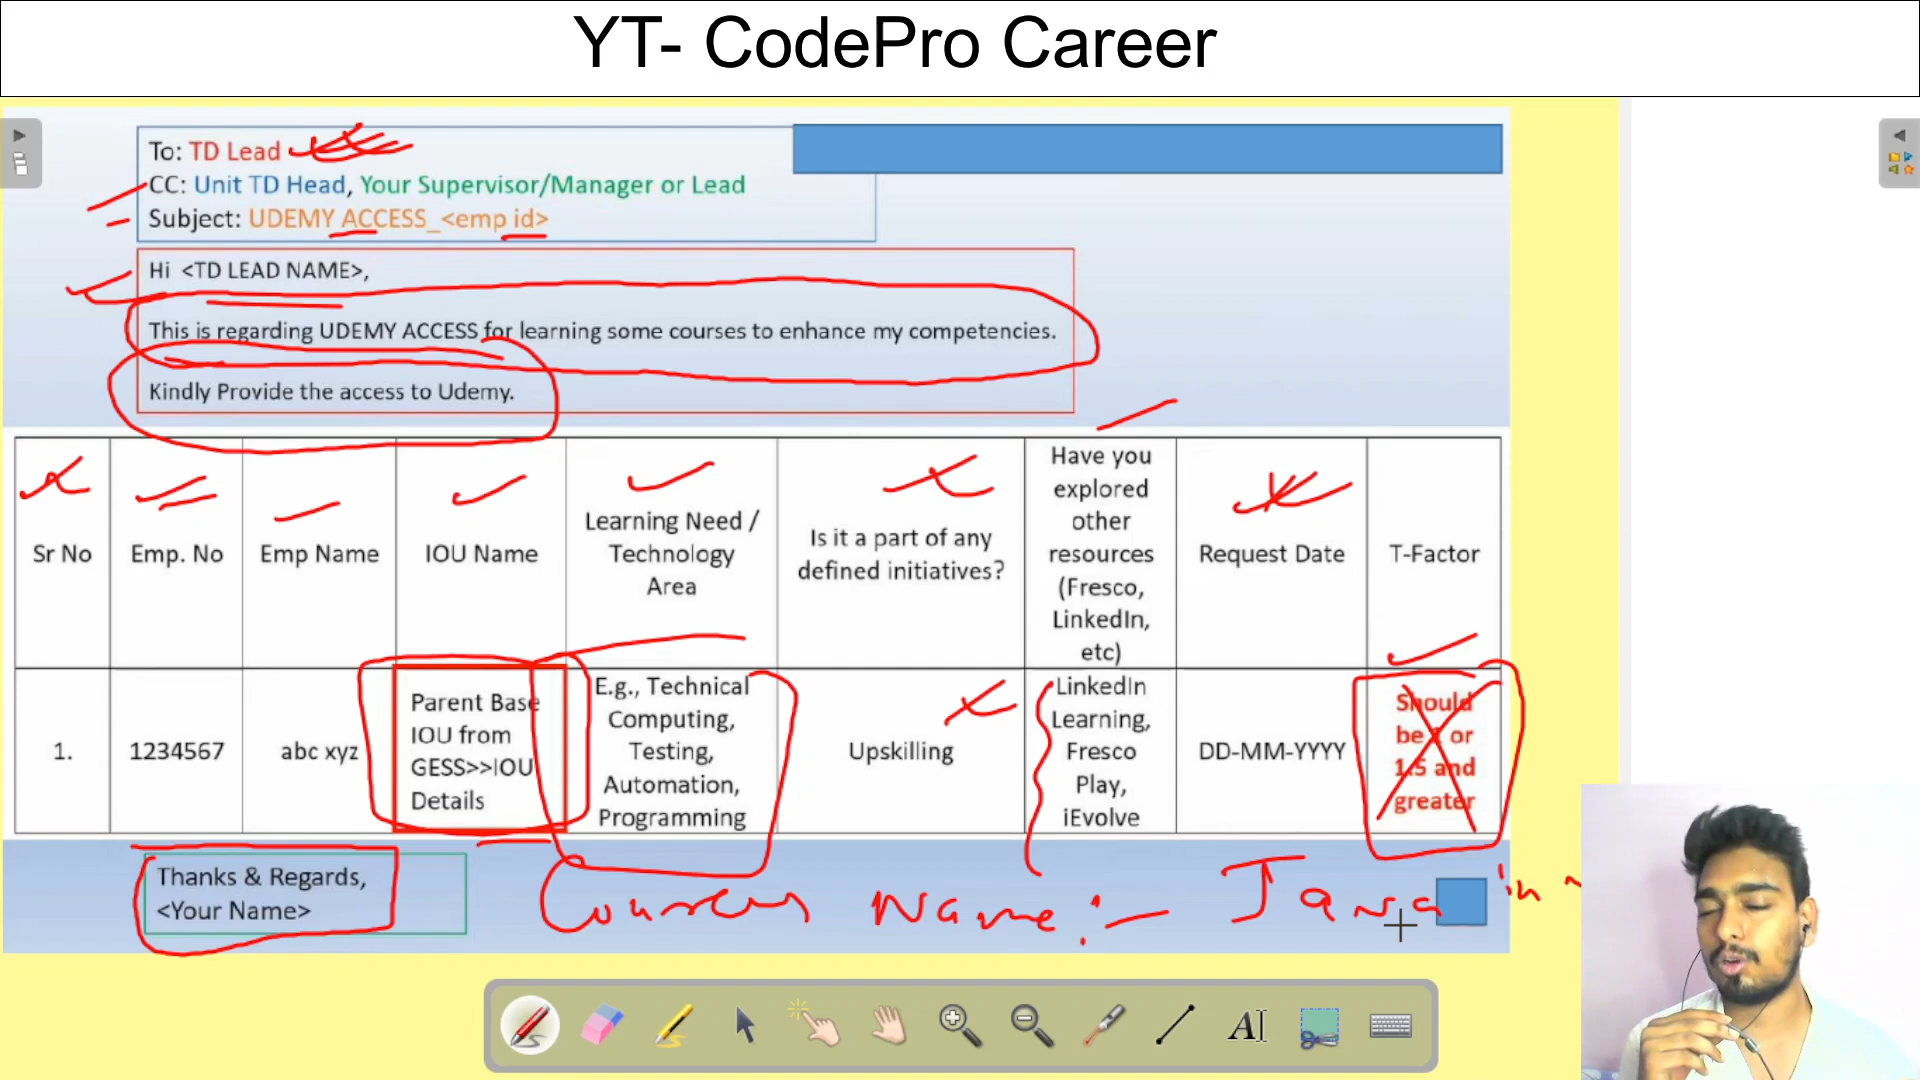 YT- CodePro Career
To: TD Lead
CC: Unit TD Head, Your Supervisor/Manager or Lead
Subject: UDEMY ACCESS_<emp id>
Hi <TD LEAD NAME>,
This is regarding UDEMY ACCESS for learning some courses to enhance my competencies.
Kindly Provide the access to Udemy.
Sr No
Emp. No
Emp Name
IOU Name
Learning Need /
Technology
Area
Is it a part of any
defined initiatives?
Have you
explored
other
resources
(Fresco,
LinkedIn,
etc)
Request Date
T-Factor
1.
1234567
abc xyz
Parent Base
IOU from
GESS>>IOU
Details
E.g., Technical
Computing,
Testing,
Automation,
Programming
Upskilling
LinkedIn
Learning,
Fresco
Play,
iEvolve
DD-MM-YYYY
Should
be 1 or
1.5 and
greater
Thanks & Regards,
<Your Name>
Name :- Java in
AI